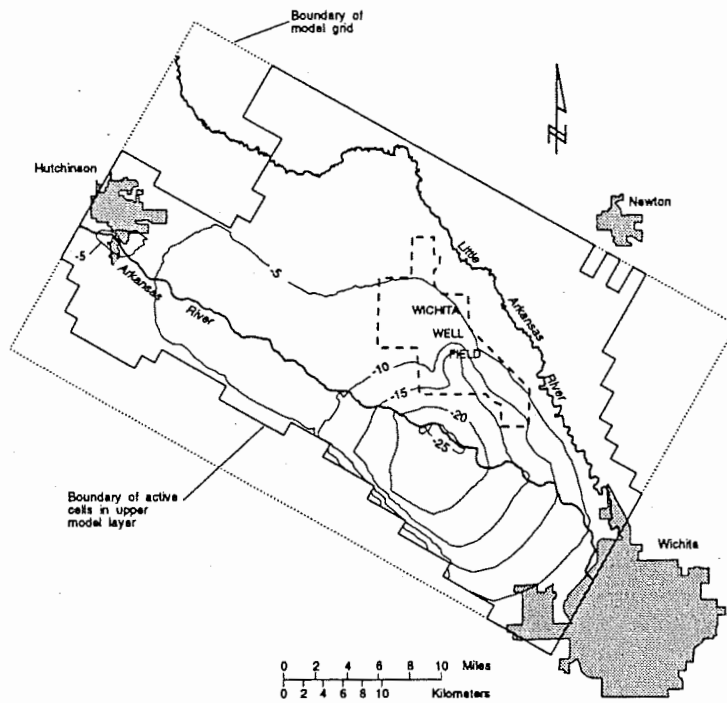 Boundary of
model grid
N
Hutchinson
Newton
-5
Arkansas
River
-5
Little
Arkansas
River
WICHITA
WELL
FIELD
-10
-15
-20
-25
Boundary of active
cells in upper
model layer
Wichita
0 2 4 6 8 10 Miles
0 2 4 6 8 10 Kilometers